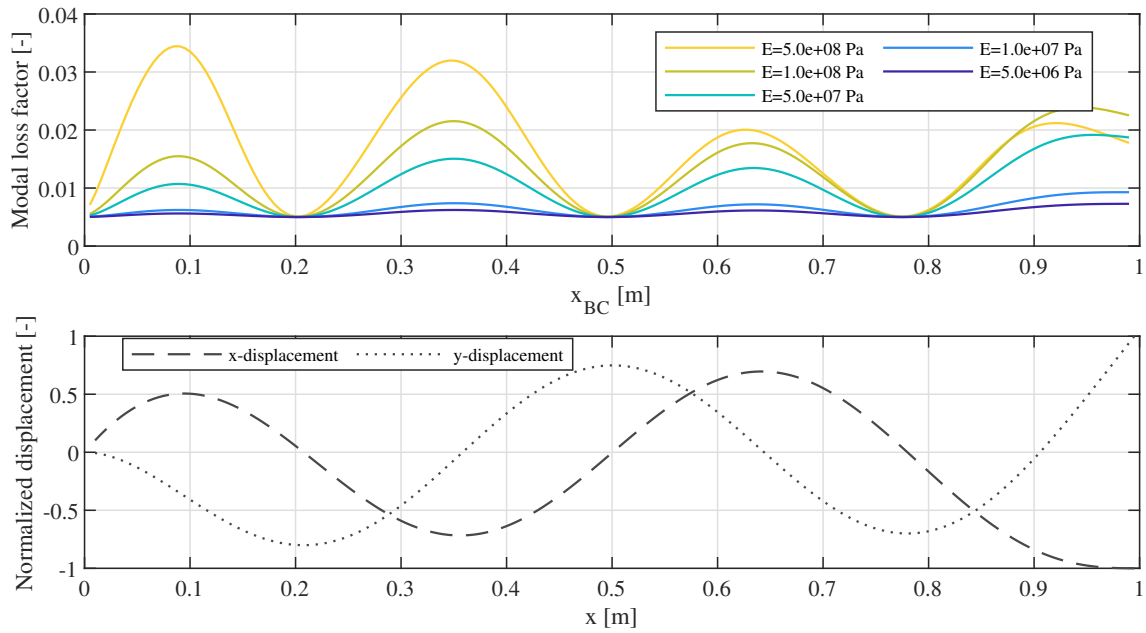 0.04
0.03
0.02
0.01
0
Modal loss factor [-]
E=5.0e+08 Pa
E=1.0e+08 Pa
E=5.0e+07 Pa
E=1.0e+07 Pa
E=5.0e+06 Pa
0 0.1 0.2 0.3 0.4 0.5 0.6 0.7 0.8 0.9 1
x_BC [m]
1
0.5
0
-0.5
-1
Normalized displacement [-]
x-displacement y-displacement
0 0.1 0.2 0.3 0.4 0.5 0.6 0.7 0.8 0.9 1
x [m]